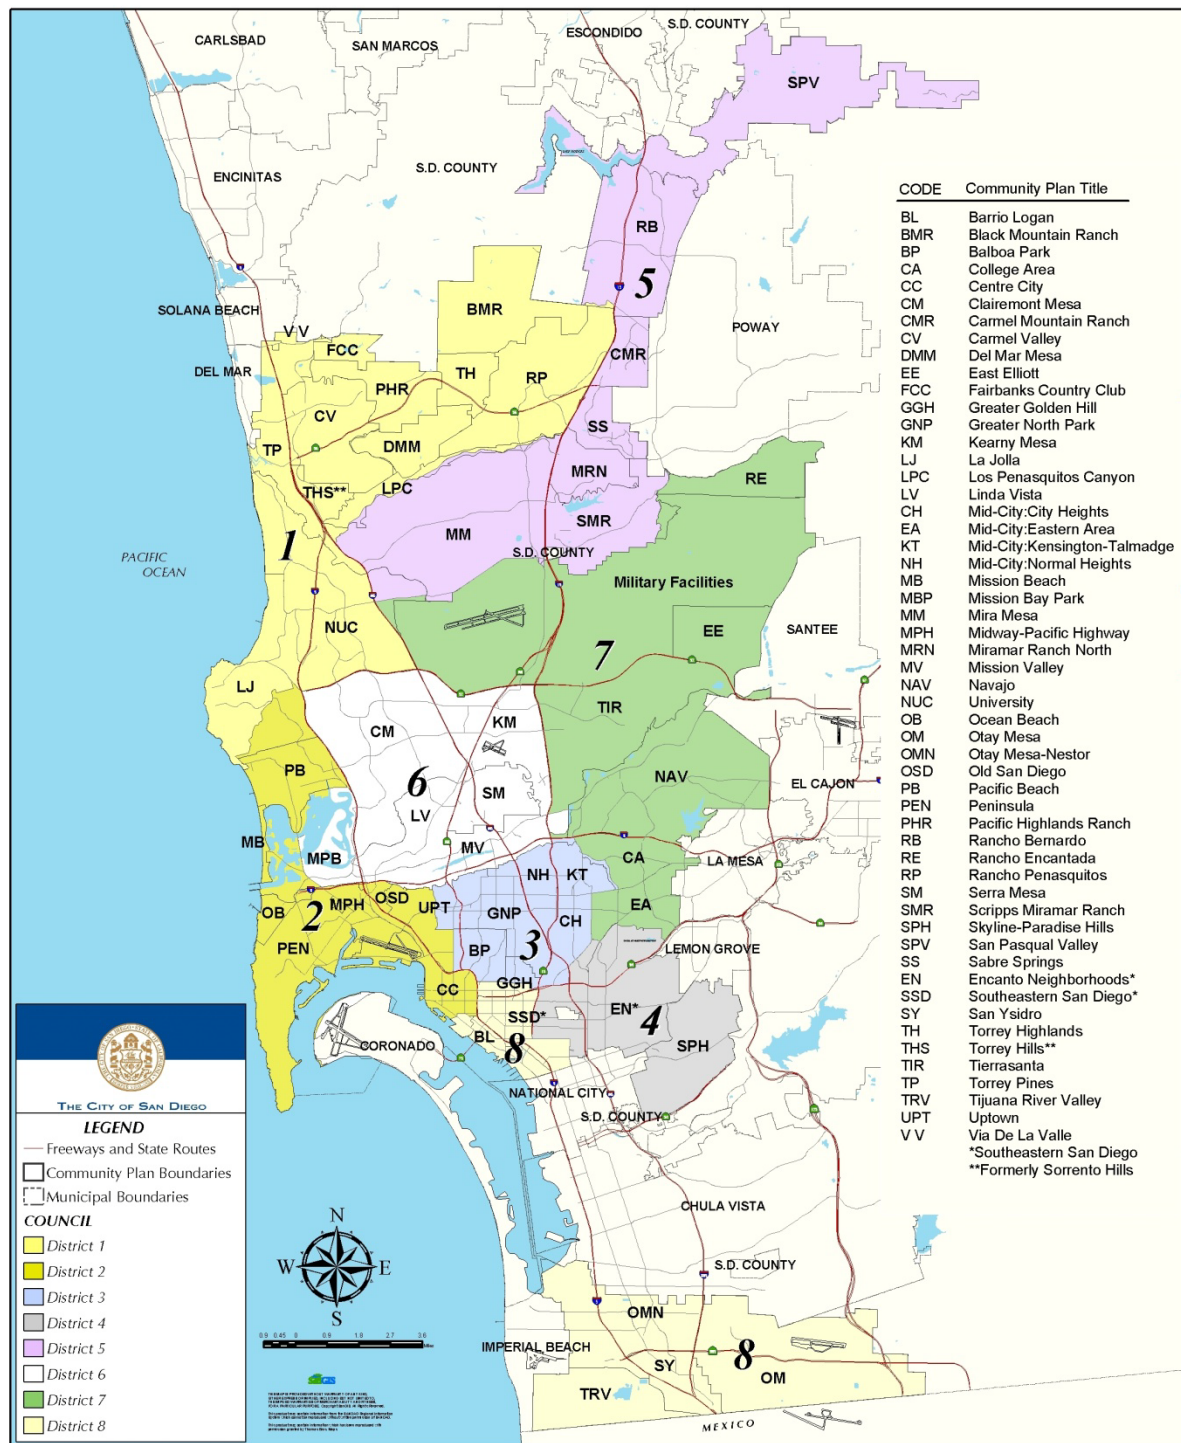 CARLSBAD
SAN MARCOS
ESCONDIDO
S.D. COUNTY
SPV
ENCINITAS
S.D. COUNTY
RB
5
SOLANA BEACH
BMR
POWAY
V V
FCC
DEL MAR
CMR
PHR
TH
RP
CV
SS
TP
DMM
MRN
RE
THS**
LPC
MM
SMR
1
S.D. COUNTY
PACIFIC
OCEAN
Military Facilities
NUC
EE
SANTEE
7
LJ
TIR
CM
KM
PB
NAV
EL CAJON
6
SM
LV
MB
MPB
MV
CA
LA MESA
NH
KT
OSD
MPH
UPT
OB
2
GNP
CH
EA
PEN
BP
3
LEMON GROVE
GGH
CC
EN*
SSD*
4
BL
8
SPH
CORONADO
NATIONAL CITY
S.D. COUNTY
CHULA VISTA
S.D. COUNTY
OMN
IMPERIAL BEACH
SY
8
OM
TRV
MEXICO
CODE Community Plan Title
BL Barrio Logan
BMR Black Mountain Ranch
BP Balboa Park
CA College Area
CC Centre City
CM Clairemont Mesa
CMR Carmel Mountain Ranch
CV Carmel Valley
DMM Del Mar Mesa
EE East Elliott
FCC Fairbanks Country Club
GGH Greater Golden Hill
GNP Greater North Park
KM Kearny Mesa
LJ La Jolla
LPC Los Penasquitos Canyon
LV Linda Vista
CH Mid-City:City Heights
EA Mid-City:Eastern Area
KT Mid-City:Kensington-Talmadge
NH Mid-City:Normal Heights
MB Mission Beach
MBP Mission Bay Park
MM Mira Mesa
MPH Midway-Pacific Highway
MRN Miramar Ranch North
MV Mission Valley
NAV Navajo
NUC University
OB Ocean Beach
OM Otay Mesa
OMN Otay Mesa-Nestor
OSD Old San Diego
PB Pacific Beach
PEN Peninsula
PHR Pacific Highlands Ranch
RB Rancho Bernardo
RE Rancho Encantada
RP Rancho Penasquitos
SM Serra Mesa
SMR Scripps Miramar Ranch
SPH Skyline-Paradise Hills
SPV San Pasqual Valley
SS Sabre Springs
EN Encanto Neighborhoods*
SSD Southeastern San Diego*
SY San Ysidro
TH Torrey Highlands
THS Torrey Hills**
TIR Tierrasanta
TP Torrey Pines
TRV Tijuana River Valley
UPT Uptown
V V Via De La Valle
*Southeastern San Diego
**Formerly Sorrento Hills
THE CITY OF SAN DIEGO
LEGEND
Freeways and State Routes
Community Plan Boundaries
Municipal Boundaries
COUNCIL
District 1
District 2
District 3
District 4
District 5
District 6
District 7
District 8
N
W E
S
0.9 0.45 0 0.9 1.8 2.7 3.6
Miles